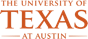 THE UNIVERSITY OF
TEXAS
AT AUSTIN